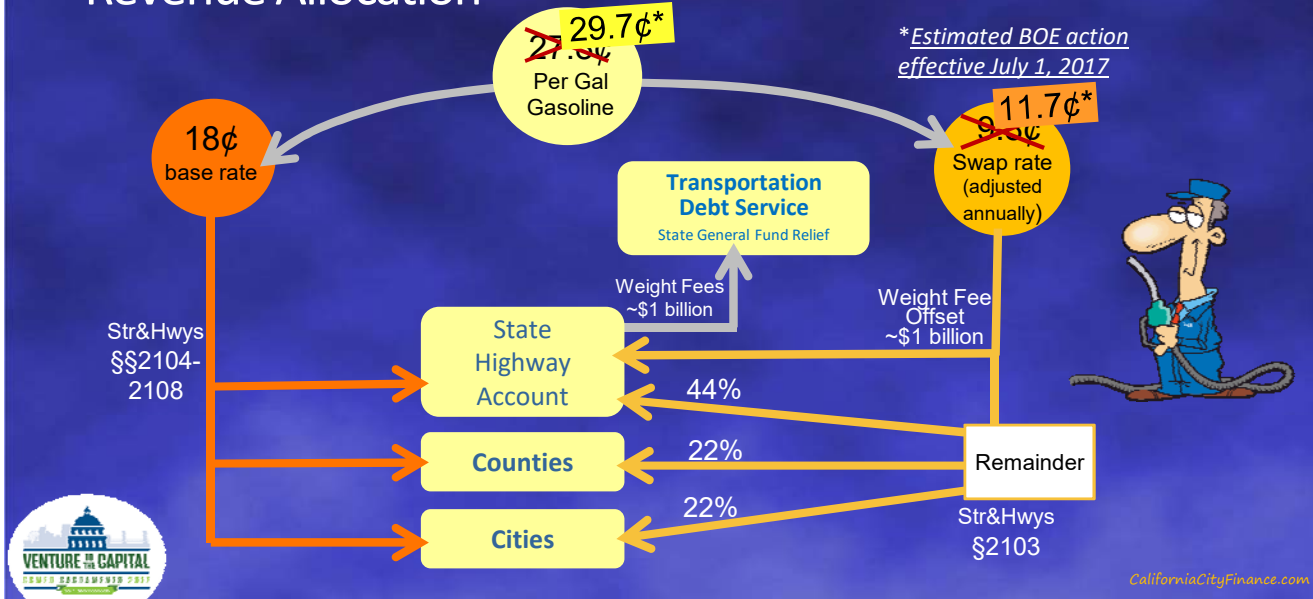 Revenue Allocation
29.7¢*
Per Gal
Gasoline
*Estimated BOE action
effective July 1, 2017
11.7¢*
18¢
base rate
Swap rate
(adjusted
annually)
Transportation
Debt Service
State General Fund Relief
Weight Fees
~$1 billion
Weight Fee
Offset
~$1 billion
Str&Hwys
§§2104-
2108
State
Highway
Account
44%
Counties
22%
Remainder
Cities
22%
Str&Hwys
§2103
VENTURE IN THE CAPITAL
CaliforniaCityFinance.com